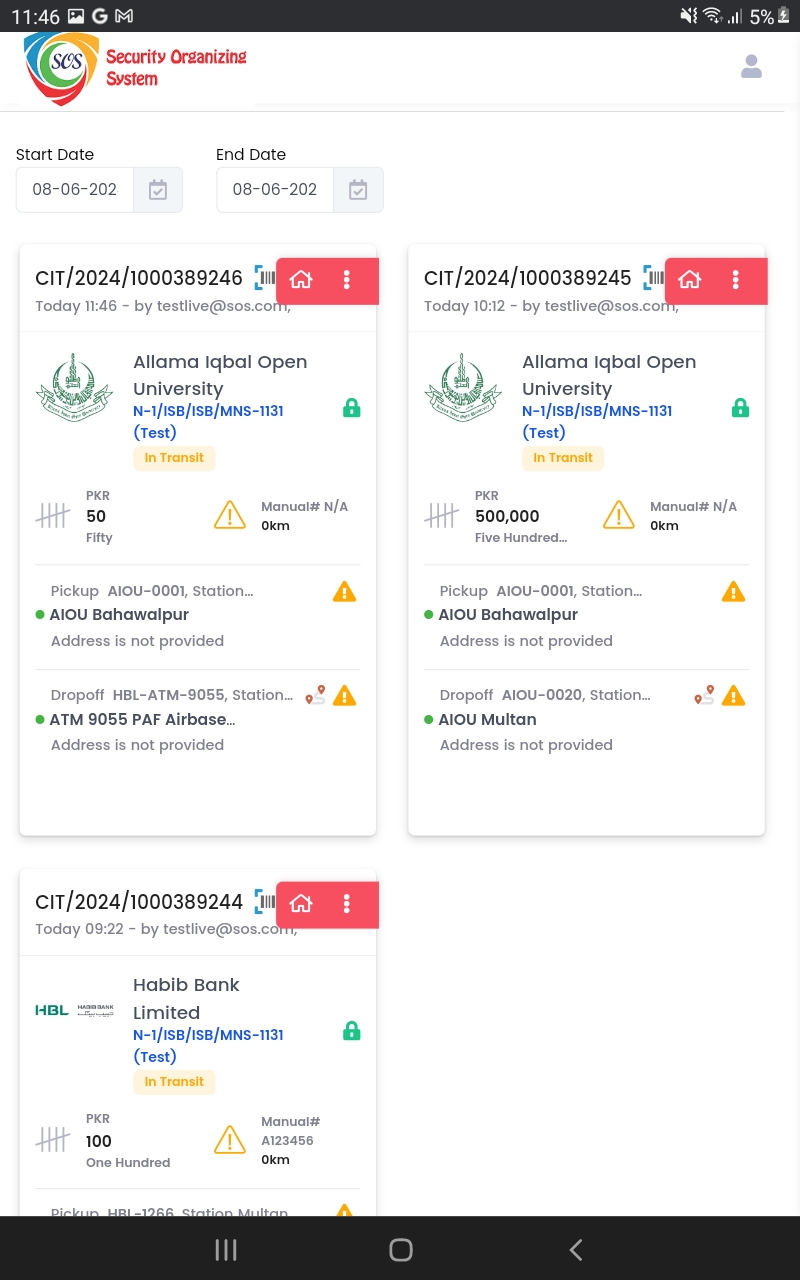 11:46
5%
SOS
Security Organizing
System
Start Date
End Date
08-06-202
08-06-202
CIT/2024/1000389246
Today 11:46 - by testlive@sos.com,
Allama Iqbal Open
University
N-1/ISB/ISB/MNS-1131
(Test)
In Transit
PKR
50
Fifty
Manual# N/A
0km
Pickup AIOU-0001, Station...
AIOU Bahawalpur
Address is not provided
Dropoff HBL-ATM-9055, Station...
ATM 9055 PAF Airbase...
Address is not provided
CIT/2024/1000389245
Today 10:12 - by testlive@sos.com,
Allama Iqbal Open
University
N-1/ISB/ISB/MNS-1131
(Test)
In Transit
PKR
500,000
Five Hundred...
Manual# N/A
0km
Pickup AIOU-0001, Station...
AIOU Bahawalpur
Address is not provided
Dropoff AIOU-0020, Station...
AIOU Multan
Address is not provided
CIT/2024/1000389244
Today 09:22 - by testlive@sos.com,
HBL
HABIB BANK
Habib Bank
Limited
N-1/ISB/ISB/MNS-1131
(Test)
In Transit
PKR
100
One Hundred
Manual#
A123456
0km
Pickup HBL-1266, Station Multan